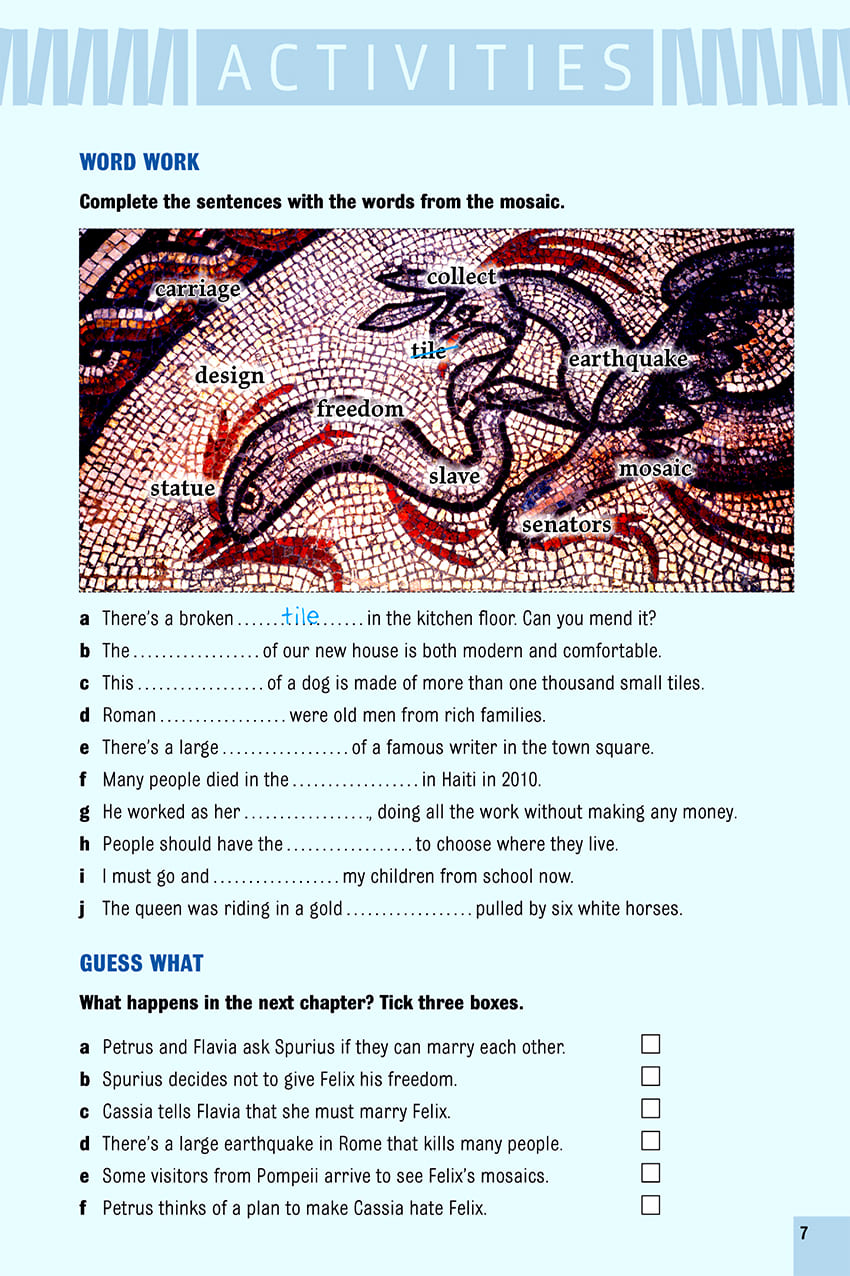 ACTIVITIES
WORD WORK
Complete the sentences with the words from the mosaic.
carriage
collect
tile
earthquake
design
freedom
statue
slave
mosaic
senators
a There's a broken ......tile...... in the kitchen floor. Can you mend it?
b The .................. of our new house is both modern and comfortable.
c This .................. of a dog is made of more than one thousand small tiles.
d Roman .................. were old men from rich families.
e There's a large .................. of a famous writer in the town square.
f Many people died in the .................. in Haiti in 2010.
g He worked as her .................., doing all the work without making any money.
h People should have the .................. to choose where they live.
i I must go and .................. my children from school now.
j The queen was riding in a gold .................. pulled by six white horses.
GUESS WHAT
What happens in the next chapter? Tick three boxes.
a Petrus and Flavia ask Spurius if they can marry each other.
b Spurius decides not to give Felix his freedom.
c Cassia tells Flavia that she must marry Felix.
d There's a large earthquake in Rome that kills many people.
e Some visitors from Pompeii arrive to see Felix's mosaics.
f Petrus thinks of a plan to make Cassia hate Felix.
7